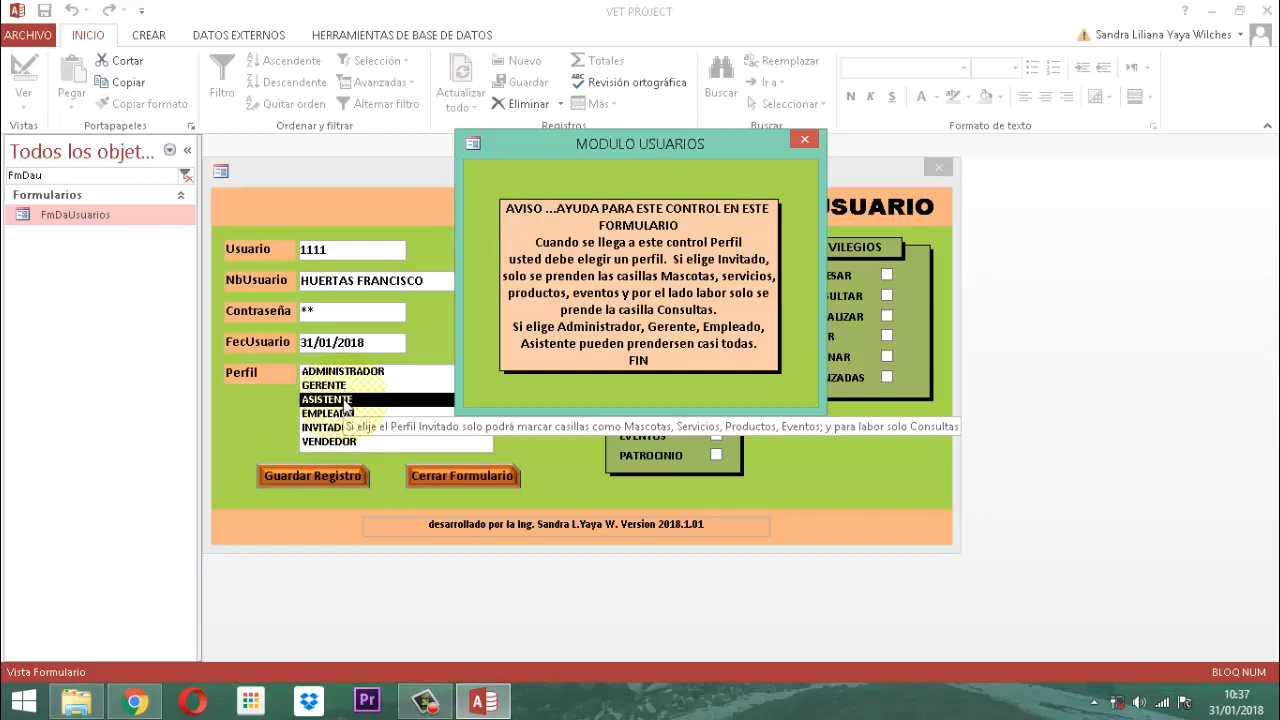 VET PROJECT
ARCHIVO INICIO CREAR DATOS EXTERNOS HERRAMIENTAS DE BASE DE DATOS Sandra Liliana Yaya Wilches
Ver
Vistas
Pegar
Cortar
Copiar
Copiar formato
Portapapeles
Filtro
Ascendente
Descendente
Quitar or
Selección
Avanzadas
ar filtro
Ordenar y filtrar
Actualizar todo
Nuevo
Guardar
Eliminar
Totales
Revisión ortográfica
Más
Registros
Buscar
Reemplazar
Ir a
Selecció
Buscar
N K S A
Formato de texto
Todos los objet...
FmDau
Formularios
FmDaUsuarios
MODULO USUARIOS
AVISO ...AYUDA PARA ESTE CONTROL EN ESTE
FORMULARIO
Cuando se llega a este control Perfil
usted debe elegir un perfil. Si elige Invitado,
solo se prenden las casillas Mascotas, servicios,
productos, eventos y por el lado labor solo se
prende la casilla Consultas.
Si elige Administrador, Gerente, Empleado,
Asistente pueden prendersen casi todas.
FIN
USUARIO
Usuario 1111
NbUsuario HUERTAS FRANCISCO
Contraseña **
FecUsuario 31/01/2018
Perfil ADMINISTRADOR
GERENTE
ASISTENTE
EMPLEADO
INVITAD
VENDEDOR
VILEGIOS
ESAR
ULTAR
ALIZAR
R
NAR
NZADAS
Si elije el Perfil Invitado solo podrá marcar casillas como Mascotas, Servicios, Productos, Eventos; y para labor solo Consultas
EVENTOS
PATROCINIO
Guardar Registro Cerrar Formulario
desarrollado por la Ing. Sandra L.Yaya W. Version 2018.1.01
Vista Formulario BLOQ NUM
Pr
10:37
31/01/2018